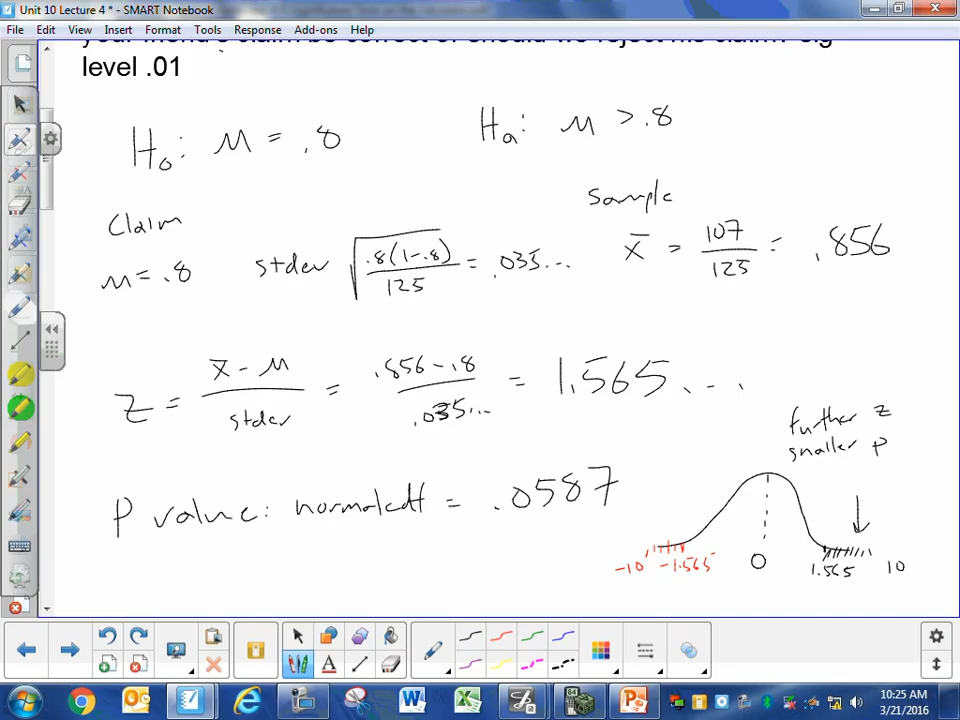 Unit 10 Lecture 4 * - SMART Notebook
File Edit View Insert Format Tools Response Add-ons Help
level .01
H₀: μ = .8
Hₐ: μ > .8
Claim
μ = .8
stdev √(.8(1-.8)/125) = .035...
Sample
x̄ = 107/125 = .856
z = (x̄ - μ)/stdev = (.856 - .8)/.035... = 1.565...
further z
smaller p
P value: normalcdf = .0587
-10 -1.565 0 1.565 10
10:25 AM
3/21/2016